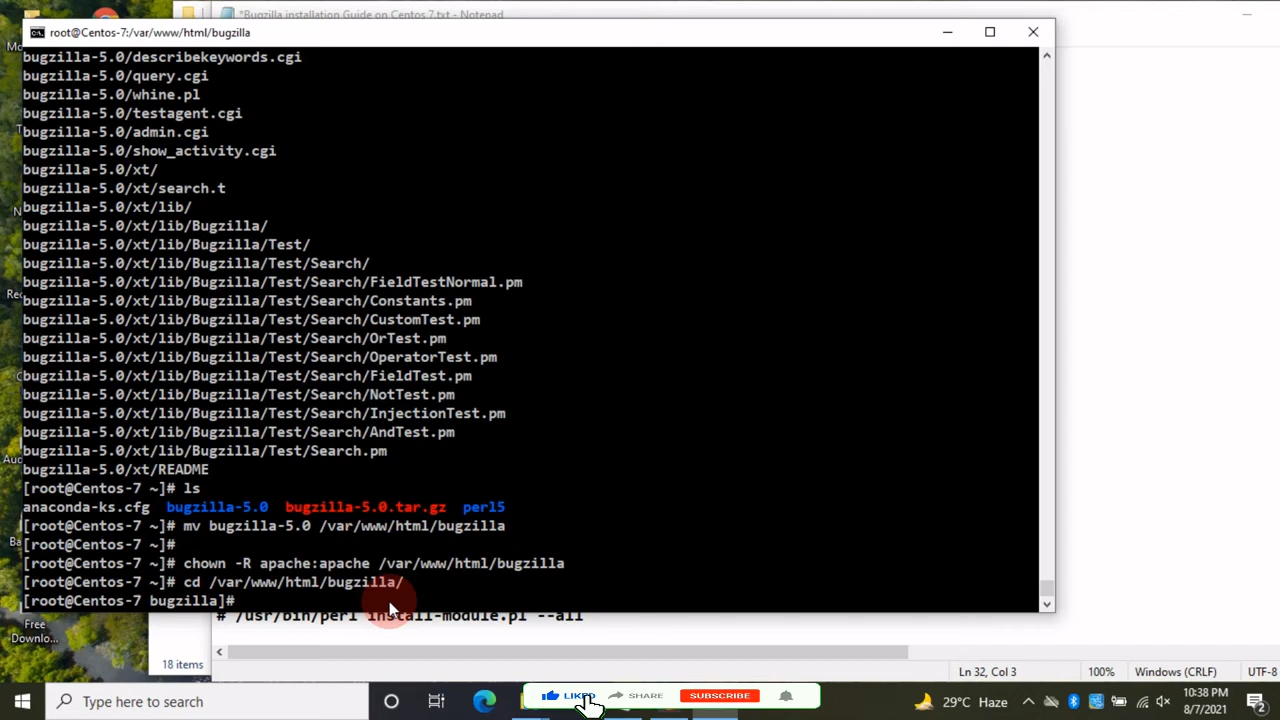 *Bugzilla installation Guide on Centos 7.txt - Notepad
root@Centos-7:/var/www/html/bugzilla
bugzilla-5.0/describekeywords.cgi
bugzilla-5.0/query.cgi
bugzilla-5.0/whine.pl
bugzilla-5.0/testagent.cgi
bugzilla-5.0/admin.cgi
bugzilla-5.0/show_activity.cgi
bugzilla-5.0/xt/
bugzilla-5.0/xt/search.t
bugzilla-5.0/xt/lib/
bugzilla-5.0/xt/lib/Bugzilla/
bugzilla-5.0/xt/lib/Bugzilla/Test/
bugzilla-5.0/xt/lib/Bugzilla/Test/Search/
bugzilla-5.0/xt/lib/Bugzilla/Test/Search/FieldTestNormal.pm
bugzilla-5.0/xt/lib/Bugzilla/Test/Search/Constants.pm
bugzilla-5.0/xt/lib/Bugzilla/Test/Search/CustomTest.pm
bugzilla-5.0/xt/lib/Bugzilla/Test/Search/OrTest.pm
bugzilla-5.0/xt/lib/Bugzilla/Test/Search/OperatorTest.pm
bugzilla-5.0/xt/lib/Bugzilla/Test/Search/FieldTest.pm
bugzilla-5.0/xt/lib/Bugzilla/Test/Search/NotTest.pm
bugzilla-5.0/xt/lib/Bugzilla/Test/Search/InjectionTest.pm
bugzilla-5.0/xt/lib/Bugzilla/Test/Search/AndTest.pm
bugzilla-5.0/xt/lib/Bugzilla/Test/Search.pm
bugzilla-5.0/xt/README
[root@Centos-7 ~]# ls
anaconda-ks.cfg bugzilla-5.0 bugzilla-5.0.tar.gz perl5
[root@Centos-7 ~]# mv bugzilla-5.0 /var/www/html/bugzilla
[root@Centos-7 ~]#
[root@Centos-7 ~]# chown -R apache:apache /var/www/html/bugzilla
[root@Centos-7 ~]# cd /var/www/html/bugzilla/
[root@Centos-7 bugzilla]#
# /usr/bin/perl install-module.pl --all
Free
Downlo...
18 items
Ln 32, Col 3
100%
Windows (CRLF)
UTF-8
Type here to search
LIKED
SHARE
SUBSCRIBE
29°C Haze
10:38 PM
8/7/2021
2